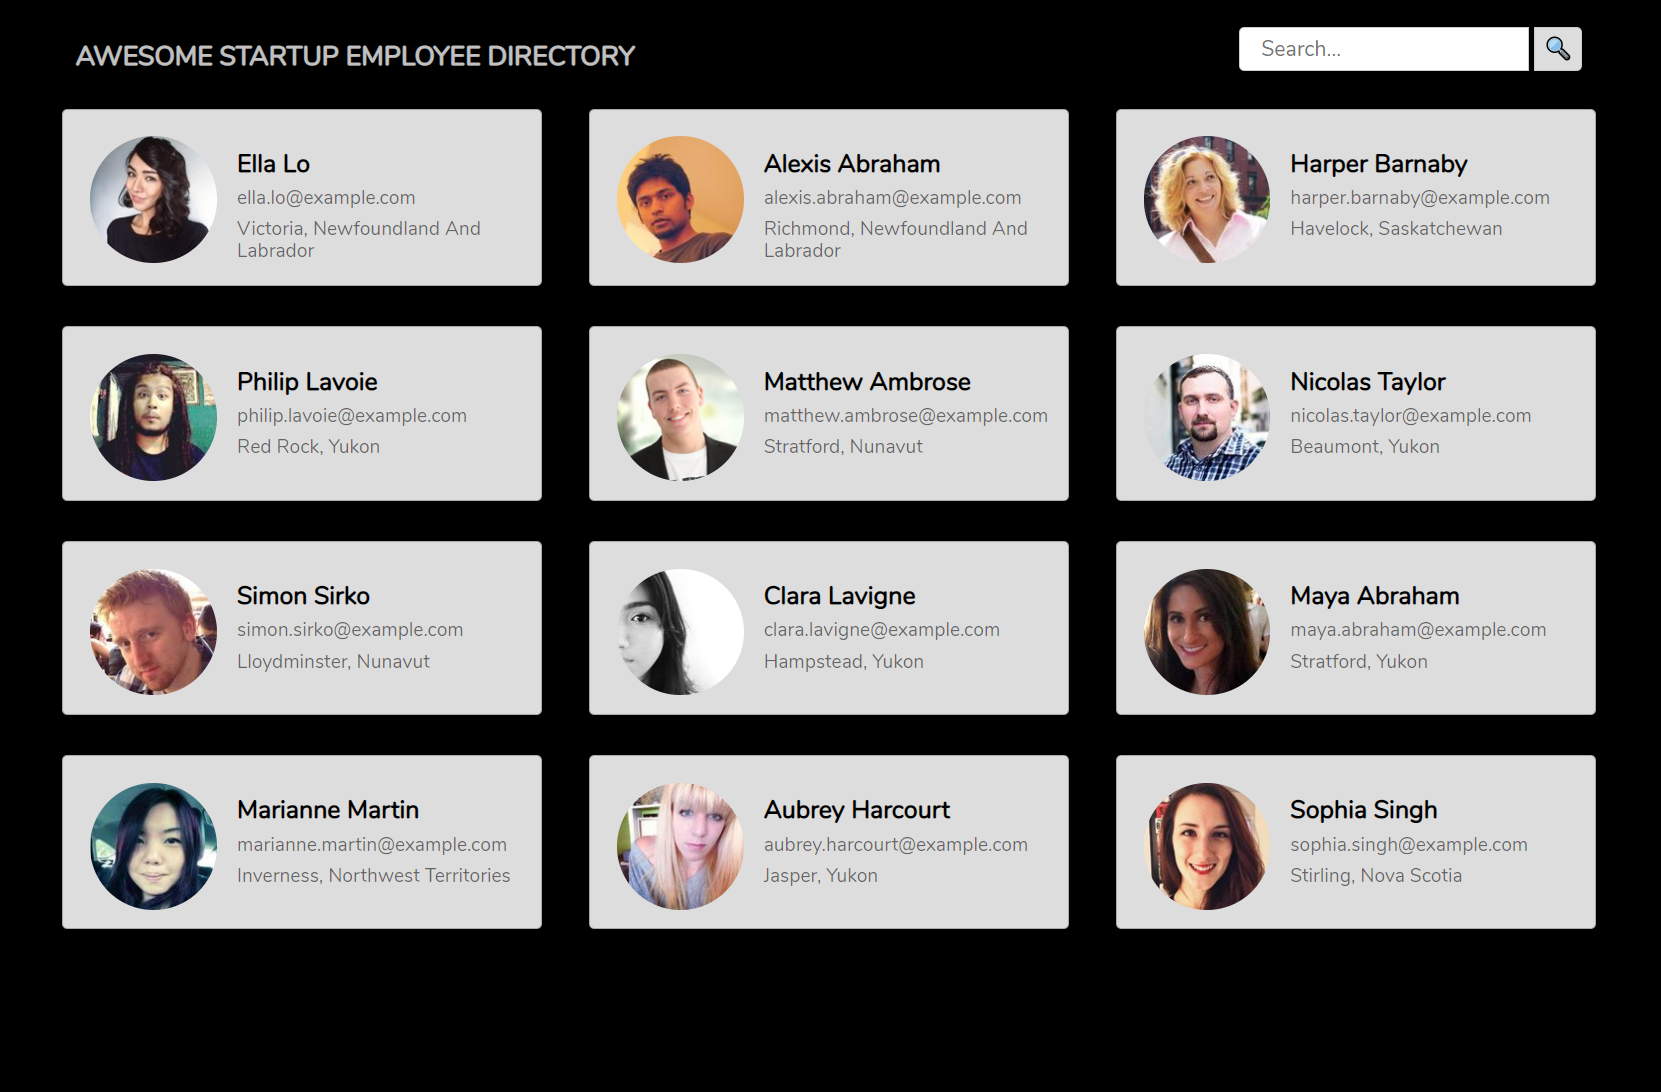 AWESOME STARTUP EMPLOYEE DIRECTORY
Search...
Ella Lo
ella.lo@example.com
Victoria, Newfoundland And
Labrador
Alexis Abraham
alexis.abraham@example.com
Richmond, Newfoundland And
Labrador
Harper Barnaby
harper.barnaby@example.com
Havelock, Saskatchewan
Philip Lavoie
philip.lavoie@example.com
Red Rock, Yukon
Matthew Ambrose
matthew.ambrose@example.com
Stratford, Nunavut
Nicolas Taylor
nicolas.taylor@example.com
Beaumont, Yukon
Simon Sirko
simon.sirko@example.com
Lloydminster, Nunavut
Clara Lavigne
clara.lavigne@example.com
Hampstead, Yukon
Maya Abraham
maya.abraham@example.com
Stratford, Yukon
Marianne Martin
marianne.martin@example.com
Inverness, Northwest Territories
Aubrey Harcourt
aubrey.harcourt@example.com
Jasper, Yukon
Sophia Singh
sophia.singh@example.com
Stirling, Nova Scotia